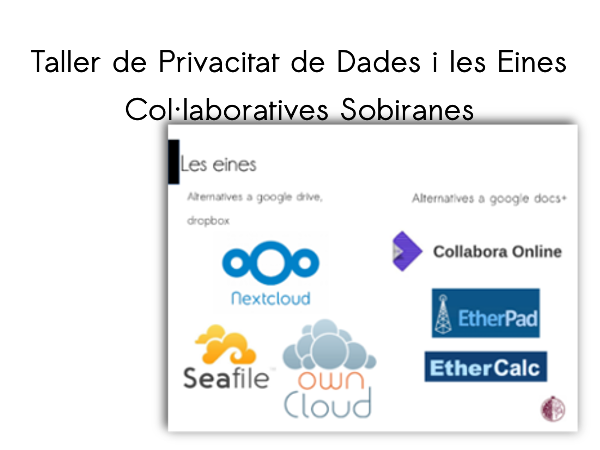 Taller de Privacitat de Dades i les Eines
Col·laboratives Sobiranes
Les eines
Alternatives a google drive,
dropbox
Nextcloud
Seafile
own
Cloud
Alternatives a google docs+
Collabora Online
EtherPad
EtherCalc